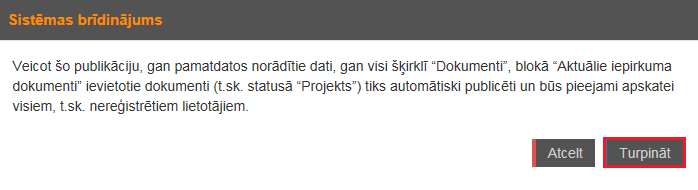 Sistēmas brīdinājums
Veicot šo publikāciju, gan pamatdatos norādītie dati, gan visi šķirklī “Dokumenti”, blokā “Aktuālie iepirkuma
dokumenti” ievietotie dokumenti (t.sk. statusā “Projekts”) tiks automātiski publicēti un būs pieejami apskatei
visiem, t.sk. nereģistrētiem lietotājiem.
Atcelt Turpināt